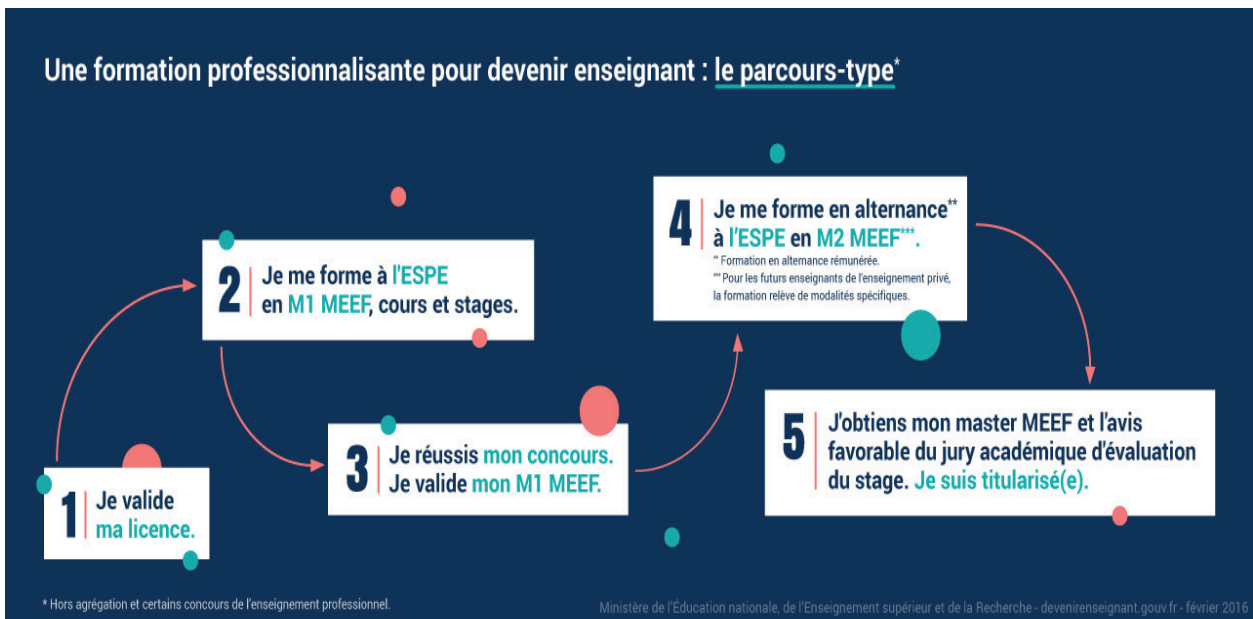 Une formation professionnalisante pour devenir enseignant : le parcours-type*
1
Je valide
ma licence.
2
Je me forme à l'ESPE
en M1 MEEF, cours et stages.
3
Je réussis mon concours.
Je valide mon M1 MEEF.
4
Je me forme en alternance**
à l'ESPE en M2 MEEF***.
** Formation en alternance rémunérée.
*** Pour les futurs enseignants de l'enseignement privé,
la formation relève de modalités spécifiques.
5
J'obtiens mon master MEEF et l'avis
favorable du jury académique d'évaluation
du stage. Je suis titularisé(e).
* Hors agrégation et certains concours de l'enseignement professionnel.
Ministère de l'Éducation nationale, de l'Enseignement supérieur et de la Recherche - devenirenseignant.gouv.fr - février 2016